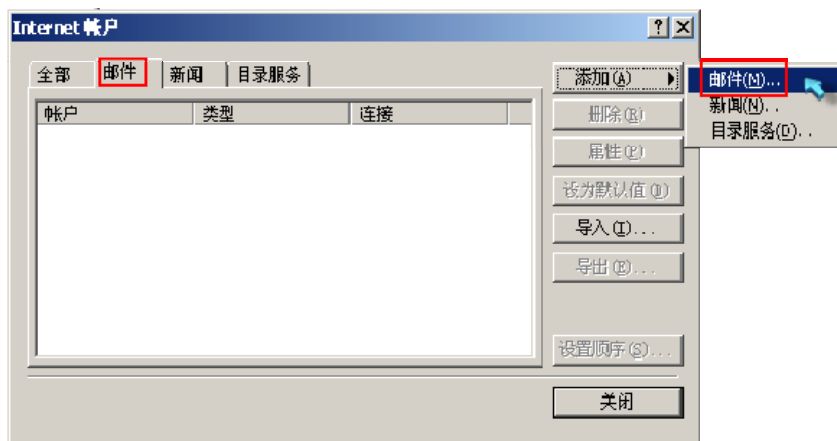 Internet 帐户
全部 邮件 新闻 目录服务
帐户 类型 连接
添加(A)
删除(R)
属性(P)
设为默认值(D)
导入(I)...
导出(E)...
设置顺序(S)...
关闭
邮件(M)...
新闻(N)..
目录服务(D)..